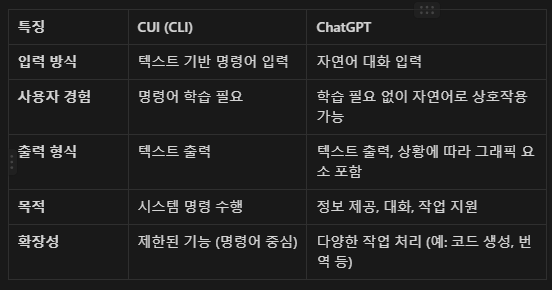 특징 CUI (CLI) ChatGPT
입력 방식 텍스트 기반 명령어 입력 자연어 대화 입력
사용자 경험 명령어 학습 필요 학습 필요 없이 자연어로 상호작용
가능
출력 형식 텍스트 출력 텍스트 출력, 상황에 따라 그래픽 요
소 포함
목적 시스템 명령 수행 정보 제공, 대화, 작업 지원
확장성 제한된 기능 (명령어 중심) 다양한 작업 처리 (예: 코드 생성, 번
역 등)